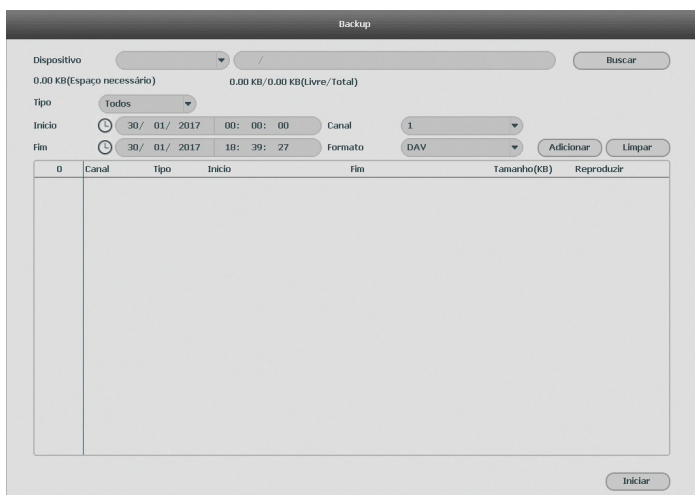 Backup
Dispositivo / Buscar
0.00 KB(Espaço necessário) 0.00 KB/0.00 KB(Livre/Total)
Tipo Todos
Início 30/ 01/ 2017 00: 00: 00 Canal 1
Fim 30/ 01/ 2017 18: 39: 27 Formato DAV Adicionar Limpar
0 Canal Tipo Início Fim Tamanho(KB) Reproduzir
Iniciar